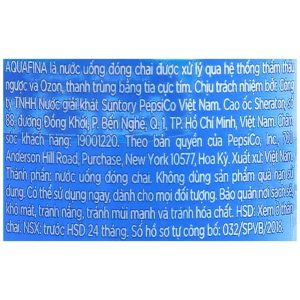 AQUAFINA là nước uống đóng chai được xử lý qua hệ thống thẩm thấu
ngược và Ozon, thanh trùng bằng tia cực tím. Chịu trách nhiệm bởi: Công
ty TNHH Nước giải khát Suntory PepsiCo Việt Nam. Cao ốc Sheraton, số
88, đường Đồng Khởi, P. Bến Nghé, Q. 1, TP. Hồ Chí Minh, Việt Nam. Chăm
sóc khách hàng: 19001220. Theo bản quyền của PepsiCo, Inc., 700
Anderson Hill Road, Purchase, New York 10577, Hoa Kỳ. Xuất xứ: Việt Nam.
Thành phần: nước uống đóng chai. Không dùng sản phẩm quá hạn sử
dụng. Có thể sử dụng ngay, dành cho mọi đối tượng. Bảo quản nơi sạch sẽ,
khô mát, tránh nắng, tránh mùi mạnh và tránh hóa chất. HSD: Xem ở thân
chai. NSX: trước HSD 24 tháng. Số hồ sơ tự công bố: 032/SPVB/2018.